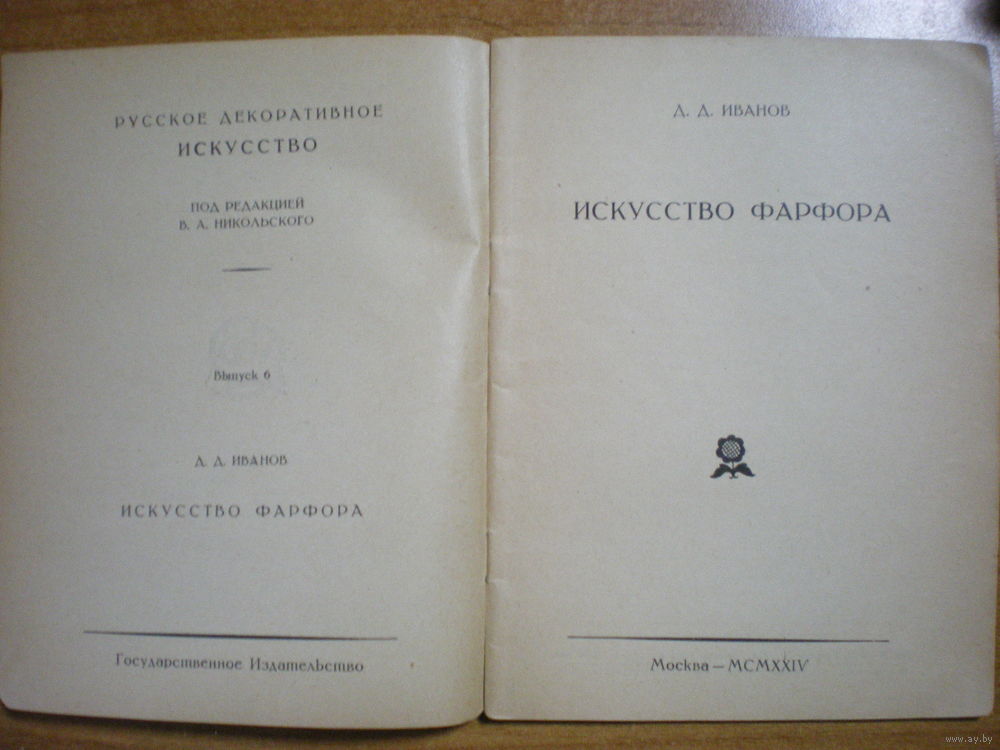 РУССКОЕ ДЕКОРАТИВНОЕ
ИСКУССТВО
ПОД РЕДАКЦИЕЙ
В. А. НИКОЛЬСКОГО
Выпуск 6
Д. Д. ИВАНОВ
ИСКУССТВО ФАРФОРА
Государственное Издательство
Д. Д. ИВАНОВ
ИСКУССТВО ФАРФОРА
Москва — MCMXXIV
www.ay.by